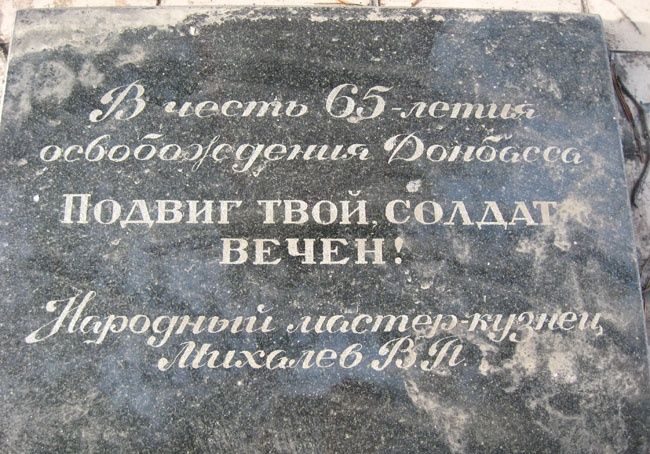 В честь 65-летия
освобождения Донбасса
Подвиг твой, солдат
вечен!
Народный мастер-кузнец
Михалев В.П.